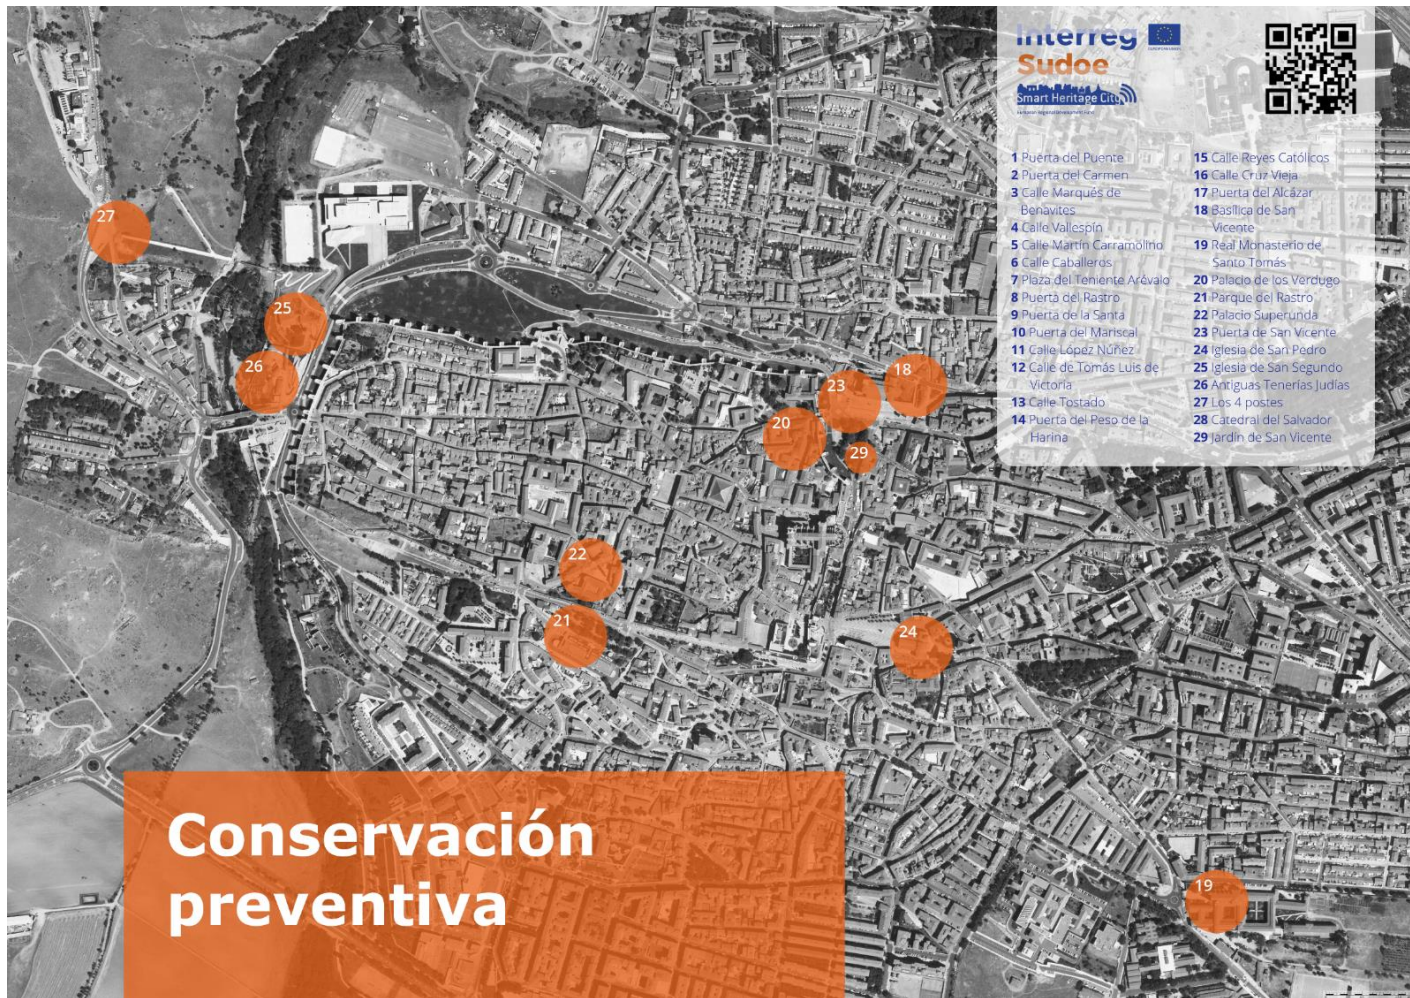 Interreg
EUROPEAN UNION
Sudoe
Smart Heritage City
European Regional Development Fund
1 Puerta del Puente
2 Puerta del Carmen
3 Calle Marqués de
Benavites
4 Calle Vallespín
5 Calle Martín Carramolino
6 Calle Caballeros
7 Plaza del Teniente Arévalo
8 Puerta del Rastro
9 Puerta de la Santa
10 Puerta del Mariscal
11 Calle López Núñez
12 Calle de Tomás Luis de
Victoria
13 Calle Tostado
14 Puerta del Peso de la
Harina
15 Calle Reyes Católicos
16 Calle Cruz Vieja
17 Puerta del Alcázar
18 Basílica de San
Vicente
19 Real Monasterio de
Santo Tomás
20 Palacio de los Verdugo
21 Parque del Rastro
22 Palacio Superunda
23 Puerta de San Vicente
24 Iglesia de San Pedro
25 Iglesia de San Segundo
26 Antiguas Tenerías Judías
27 Los 4 postes
28 Catedral del Salvador
29 Jardín de San Vicente
27
25
26
18
23
20
29
22
21
24
19
Conservación
preventiva